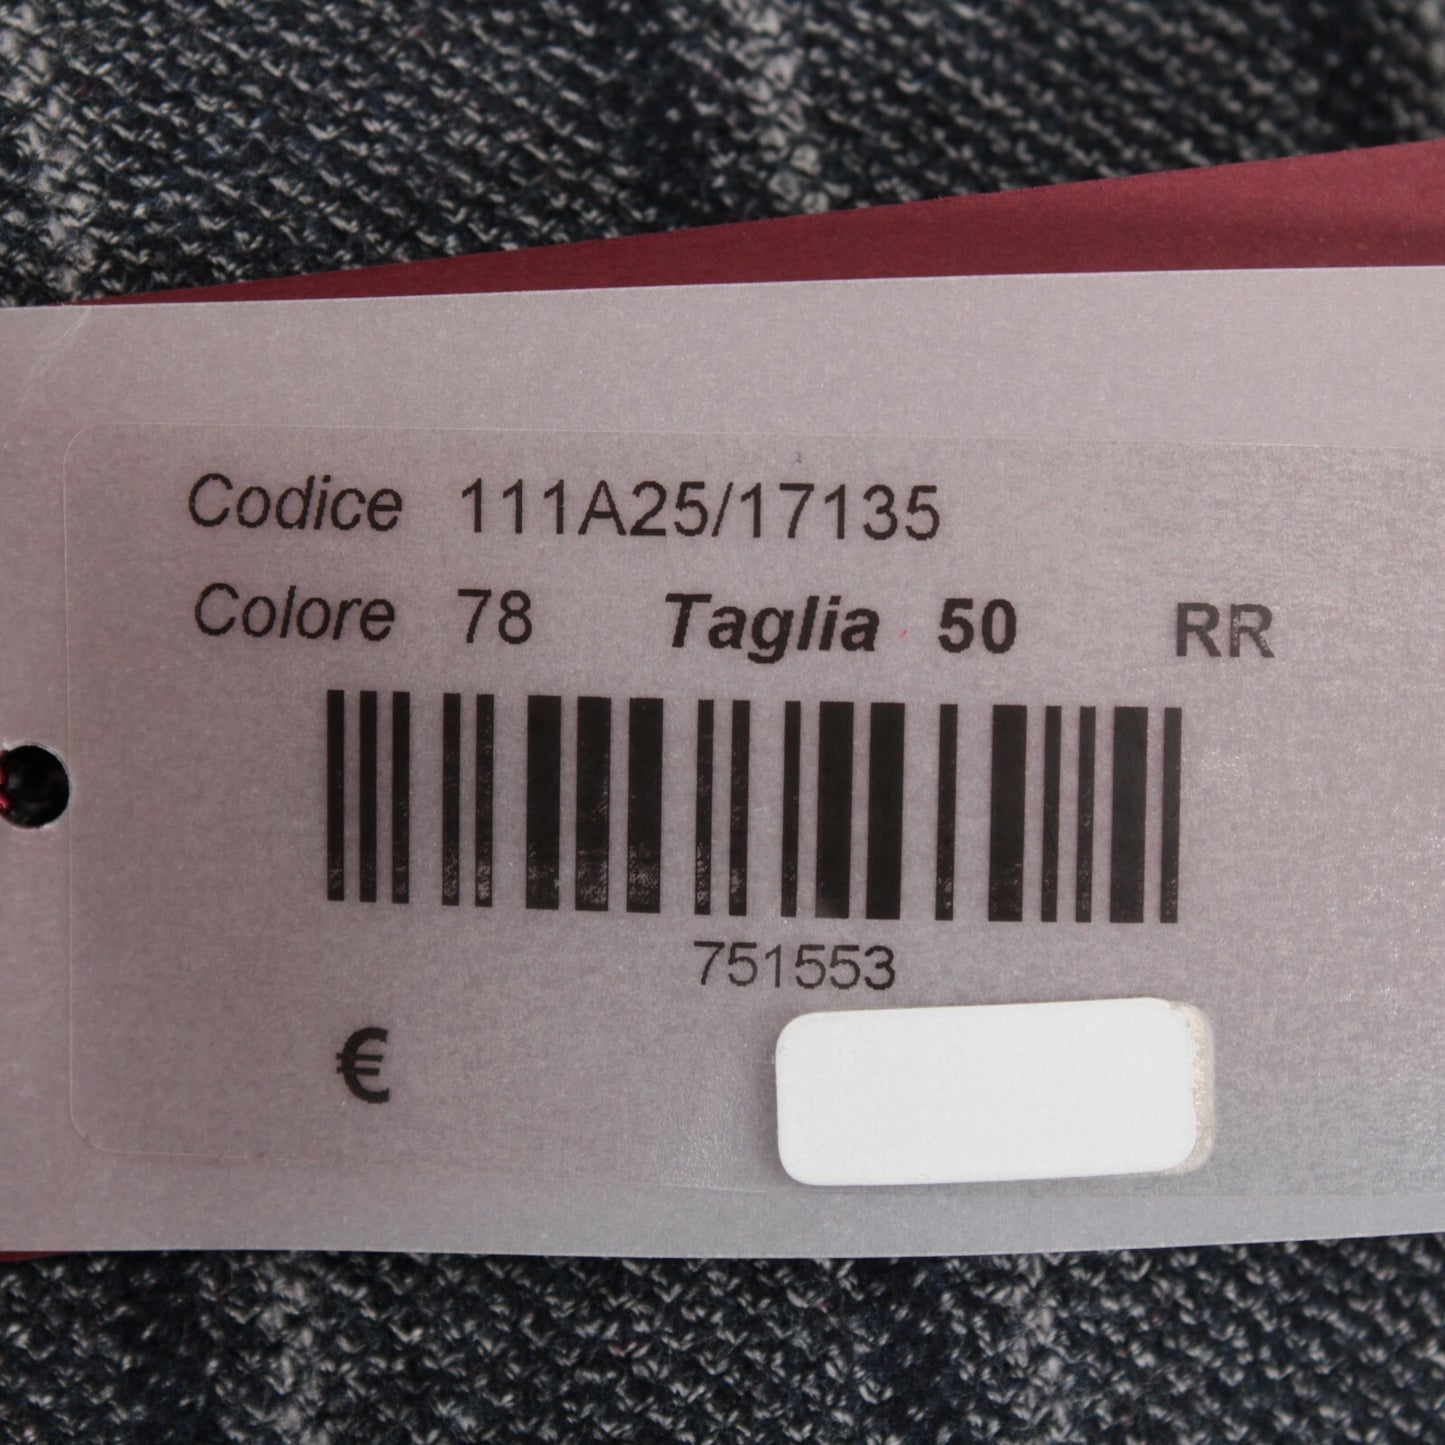 Codice 111A25/17135
Colore 78 Taglia 50 RR
751553
€